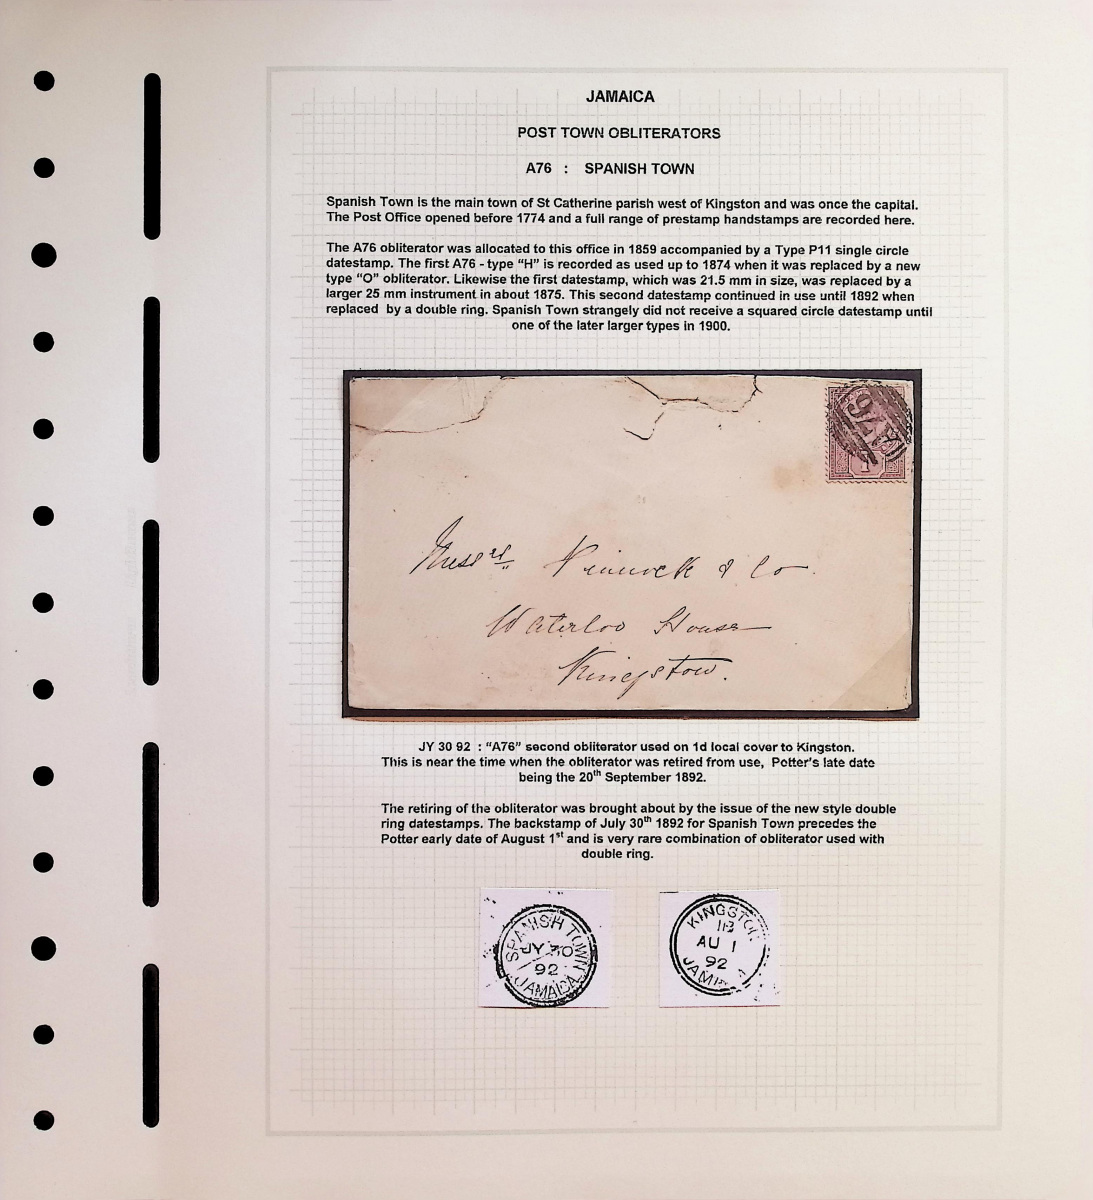 JAMAICA
POST TOWN OBLITERATORS
A76 : SPANISH TOWN
Spanish Town is the main town of St Catherine parish west of Kingston and was once the capital.
The Post Office opened before 1774 and a full range of prestamp handstamps are recorded here.
The A76 obliterator was allocated to this office in 1859 accompanied by a Type P11 single circle
datestamp. The first A76 - type “H” is recorded as used up to 1874 when it was replaced by a new
type “O” obliterator. Likewise the first datestamp, which was 21.5 mm in size, was replaced by a
larger 25 mm instrument in about 1875. This second datestamp continued in use until 1892 when
replaced by a double ring. Spanish Town strangely did not receive a squared circle datestamp until
one of the later larger types in 1900.
A76
1
Messrs & Co
Waterloo House
Kingston.
JY 30 92 : “A76” second obliterator used on 1d local cover to Kingston.
This is near the time when the obliterator was retired from use, Potter's late date
being the 20th September 1892.
The retiring of the obliterator was brought about by the issue of the new style double
ring datestamps. The backstamp of July 30th 1892 for Spanish Town precedes the
Potter early date of August 1st and is very rare combination of obliterator used with
double ring.
SPANISH TOWN
JY 30
92
JAMAICA
KINGSTO
AU 1
92
JAM